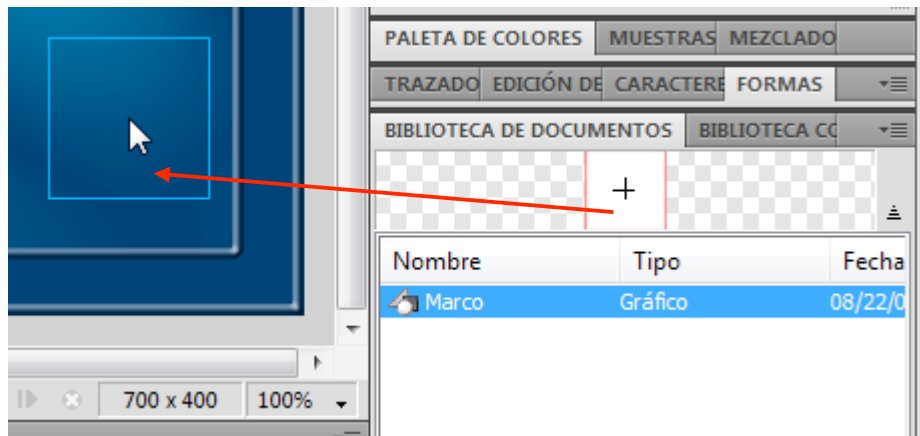 PALETA DE COLORES MUESTRAS MEZCLADO
TRAZADO EDICIÓN DE CARACTERE FORMAS
BIBLIOTECA DE DOCUMENTOS BIBLIOTECA CO
Nombre Tipo Fecha
Marco Gráfico 08/22/0
700 x 400 100%